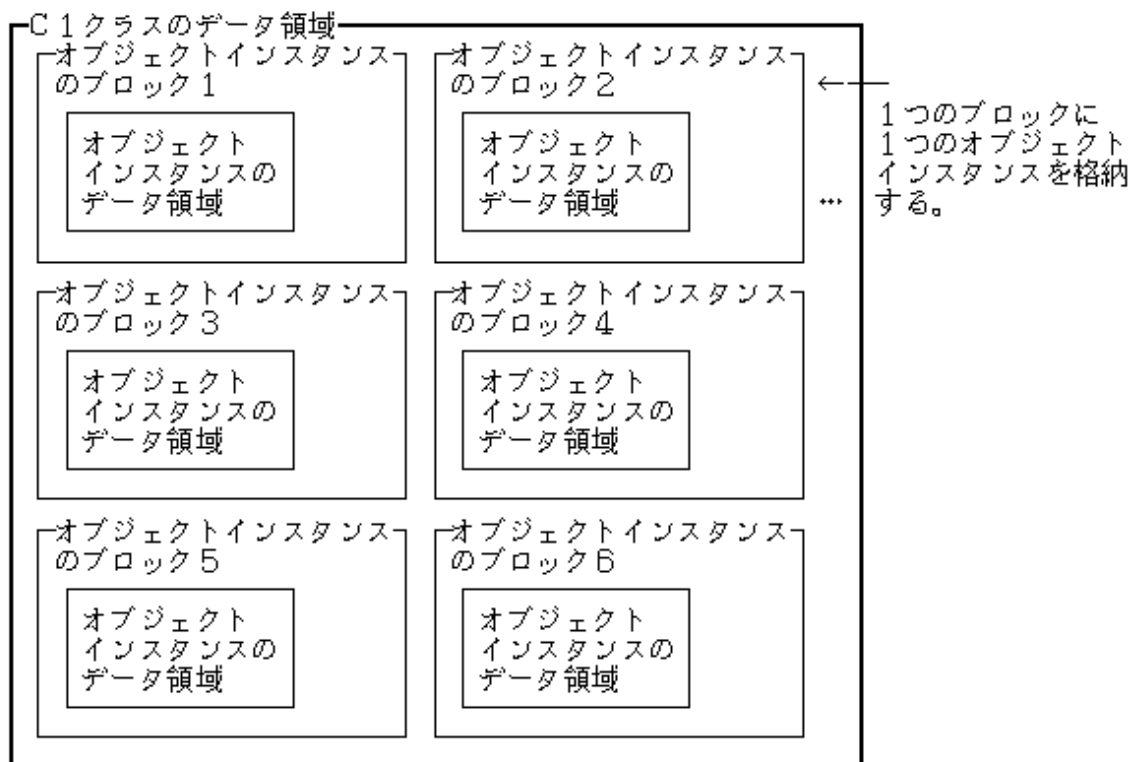 C1クラスのデータ領域
オブジェクトインスタンス
のブロック1
オブジェクト
インスタンスの
データ領域
オブジェクトインスタンス
のブロック2
オブジェクト
インスタンスの
データ領域
←
1つのブロックに
1つのオブジェクト
インスタンスを格納
する。
…
オブジェクトインスタンス
のブロック3
オブジェクト
インスタンスの
データ領域
オブジェクトインスタンス
のブロック4
オブジェクト
インスタンスの
データ領域
オブジェクトインスタンス
のブロック5
オブジェクト
インスタンスの
データ領域
オブジェクトインスタンス
のブロック6
オブジェクト
インスタンスの
データ領域